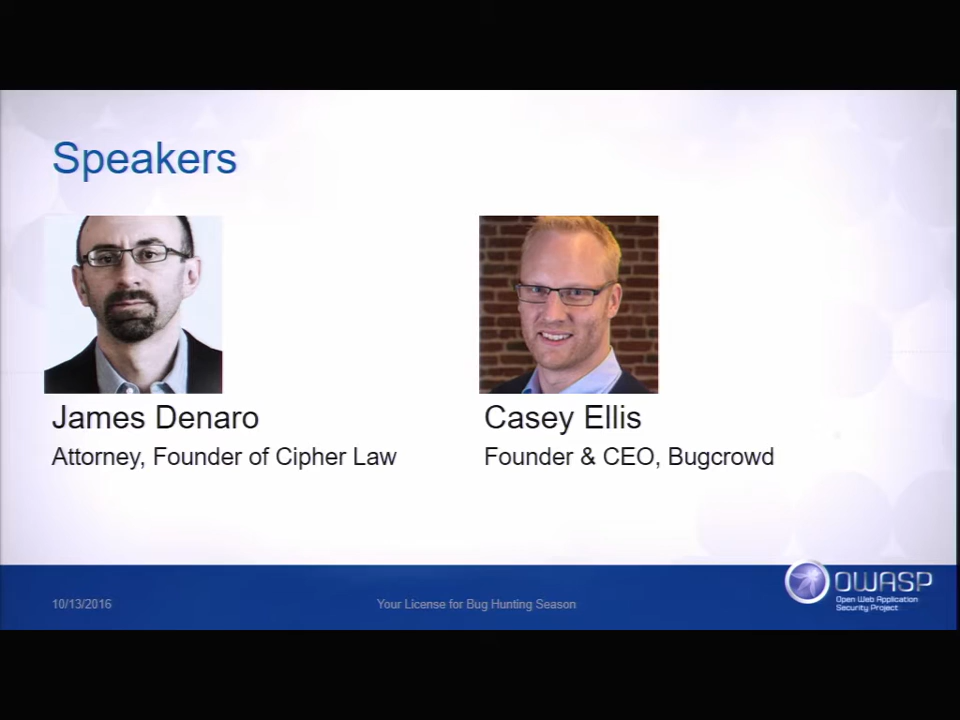 Speakers
James Denaro
Attorney, Founder of Cipher Law
Casey Ellis
Founder & CEO, Bugcrowd
10/13/2016
Your License for Bug Hunting Season
OWASP
Open Web Application
Security Project